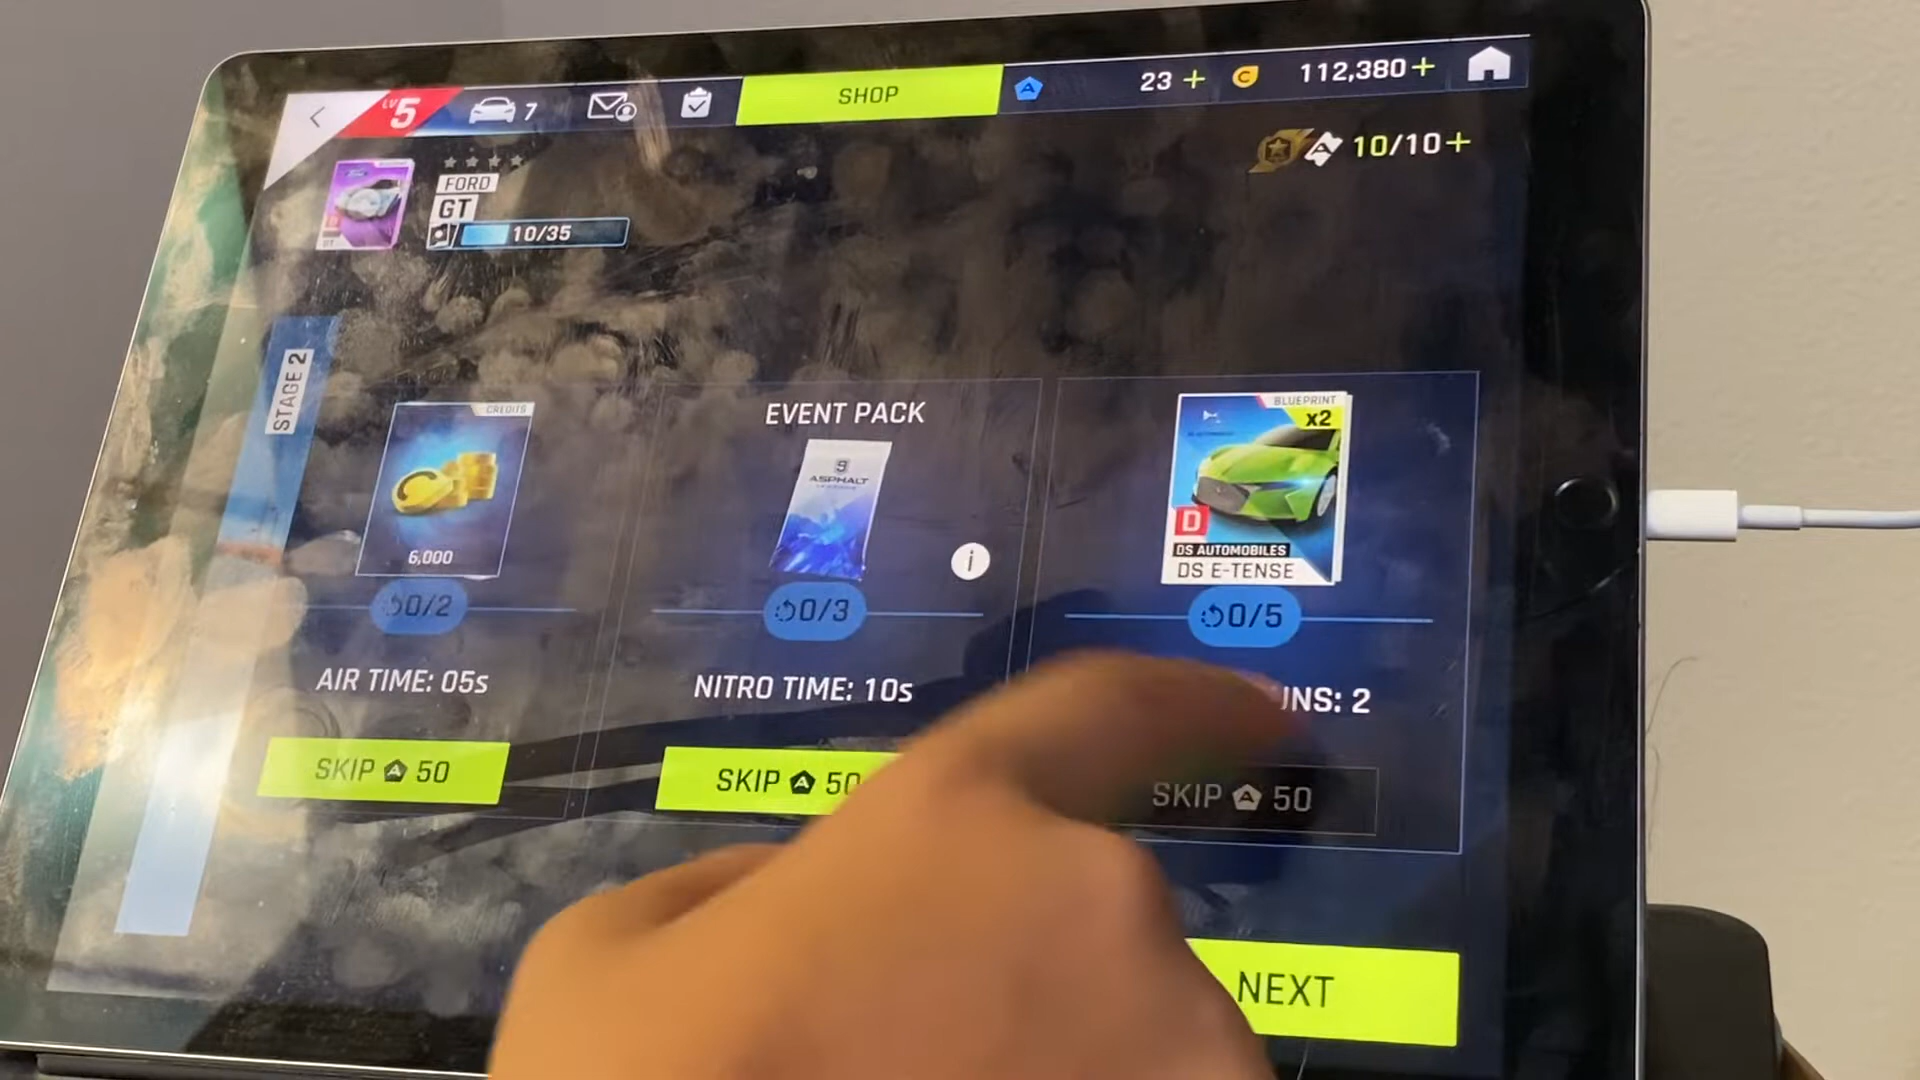 LV 5
7
SHOP
23 +
112,380 +
10/10 +
FORD
GT
10/35
STAGE 2
CREDITS
6,000
0/2
AIR TIME: 05s
SKIP 50
EVENT PACK
9
ASPHALT
i
0/3
NITRO TIME: 10s
SKIP 50
BLUEPRINT
x2
D
DS AUTOMOBILES
DS E-TENSE
0/5
UNS: 2
SKIP 50
NEXT